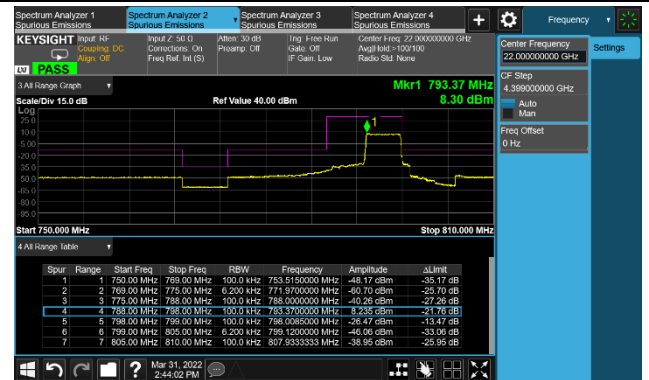 Spectrum Analyzer 1
Spurious Emissions
Spectrum Analyzer 2
Spurious Emissions
Spectrum Analyzer 3
Spurious Emissions
Spectrum Analyzer 4
Spurious Emissions
+
Frequency
KEYSIGHT
Input: RF
Coupling: DC
Align: Off
Input Z: 50 Ω
Corrections: On
Freq Ref: Int (S)
Atten: 30 dB
Preamp: Off
Trig: Free Run
Gate: Off
IF Gain: Low
Center Freq: 22.000000000 GHz
Avg|Hold:>100/100
Radio Std: None
LXI PASS
Center Frequency
22.000000000 GHz
Settings
CF Step
4.399000000 GHz
Auto
Man
Freq Offset
0 Hz
3 All Range Graph
Mkr1 793.37 MHz
8.30 dBm
Scale/Div 15.0 dB
Ref Value 40.00 dBm
Log
25.0
10.0
-5.00
-20.0
-35.0
-50.0
-65.0
-80.0
-95.0
1
Start 750.000 MHz
Stop 810.000 MHz
4 All Range Table
Spur Range Start Freq Stop Freq RBW Frequency Amplitude ΔLimit
1 1 750.00 MHz 769.00 MHz 100.0 kHz 753.5150000 MHz -48.17 dBm -35.17 dB
2 2 769.00 MHz 775.00 MHz 6.200 kHz 771.9700000 MHz -60.70 dBm -25.70 dB
3 3 775.00 MHz 788.00 MHz 100.0 kHz 788.0000000 MHz -40.26 dBm -27.26 dB
4 4 788.00 MHz 798.00 MHz 100.0 kHz 793.3700000 MHz 8.235 dBm -21.76 dB
5 5 798.00 MHz 799.00 MHz 100.0 kHz 798.0085000 MHz -26.47 dBm -13.47 dB
6 6 799.00 MHz 805.00 MHz 6.200 kHz 799.1200000 MHz -46.06 dBm -33.06 dB
7 7 805.00 MHz 810.00 MHz 100.0 kHz 807.9333333 MHz -38.95 dBm -25.95 dB
?
Mar 31, 2022
2:44:02 PM